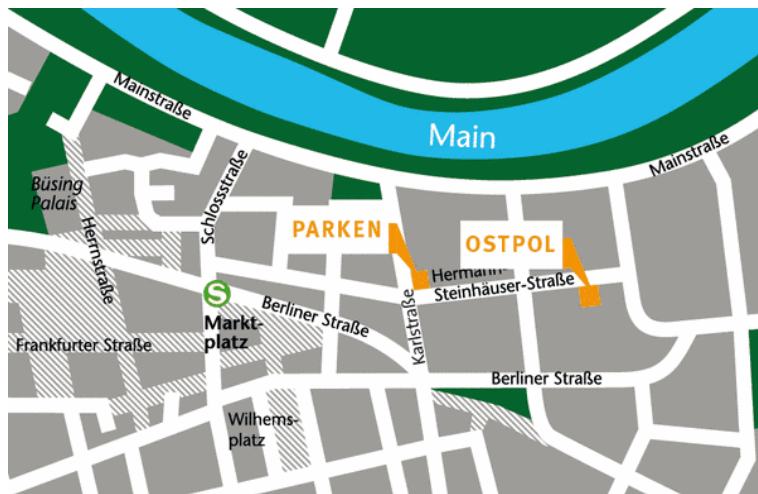 Mainstraße
Main
Mainstraße
Büsing
Palais
Herrnstraße
Schlossstraße
PARKEN
OSTPOL
Hermann-
Steinhäuser-Straße
S
Markt-
platz
Berliner Straße
Karlstraße
Frankfurter Straße
Berliner Straße
Wilhems-
platz